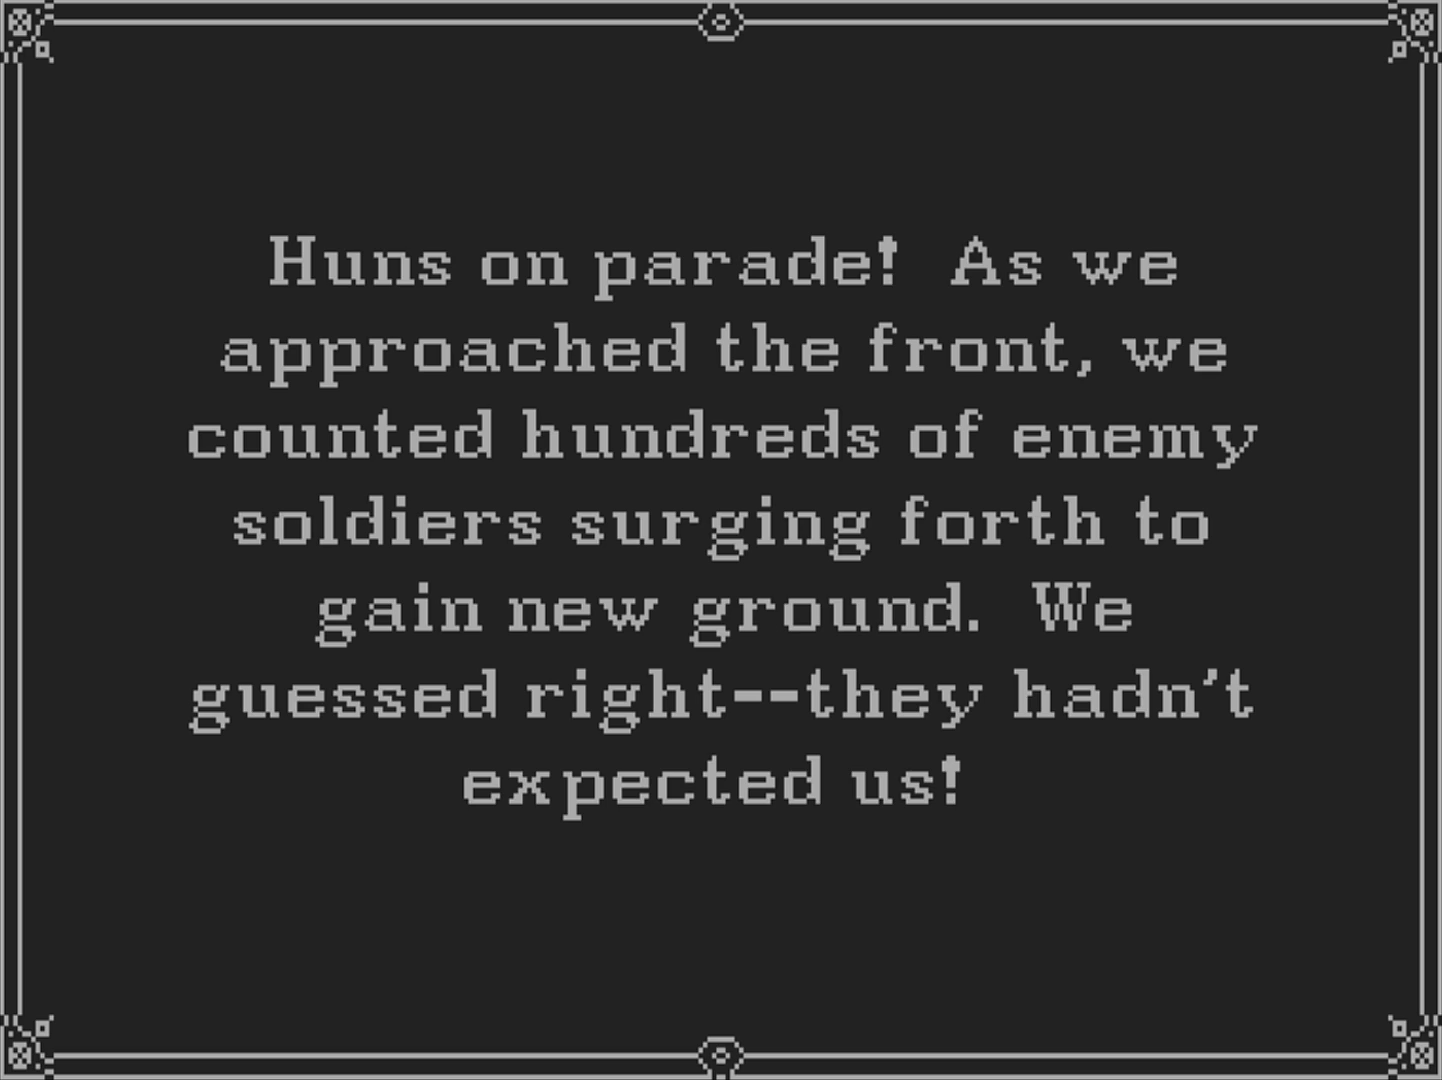 Huns on parade!  As we
approached the front, we
counted hundreds of enemy
soldiers surging forth to
gain new ground.  We
guessed right--they hadn't
expected us!